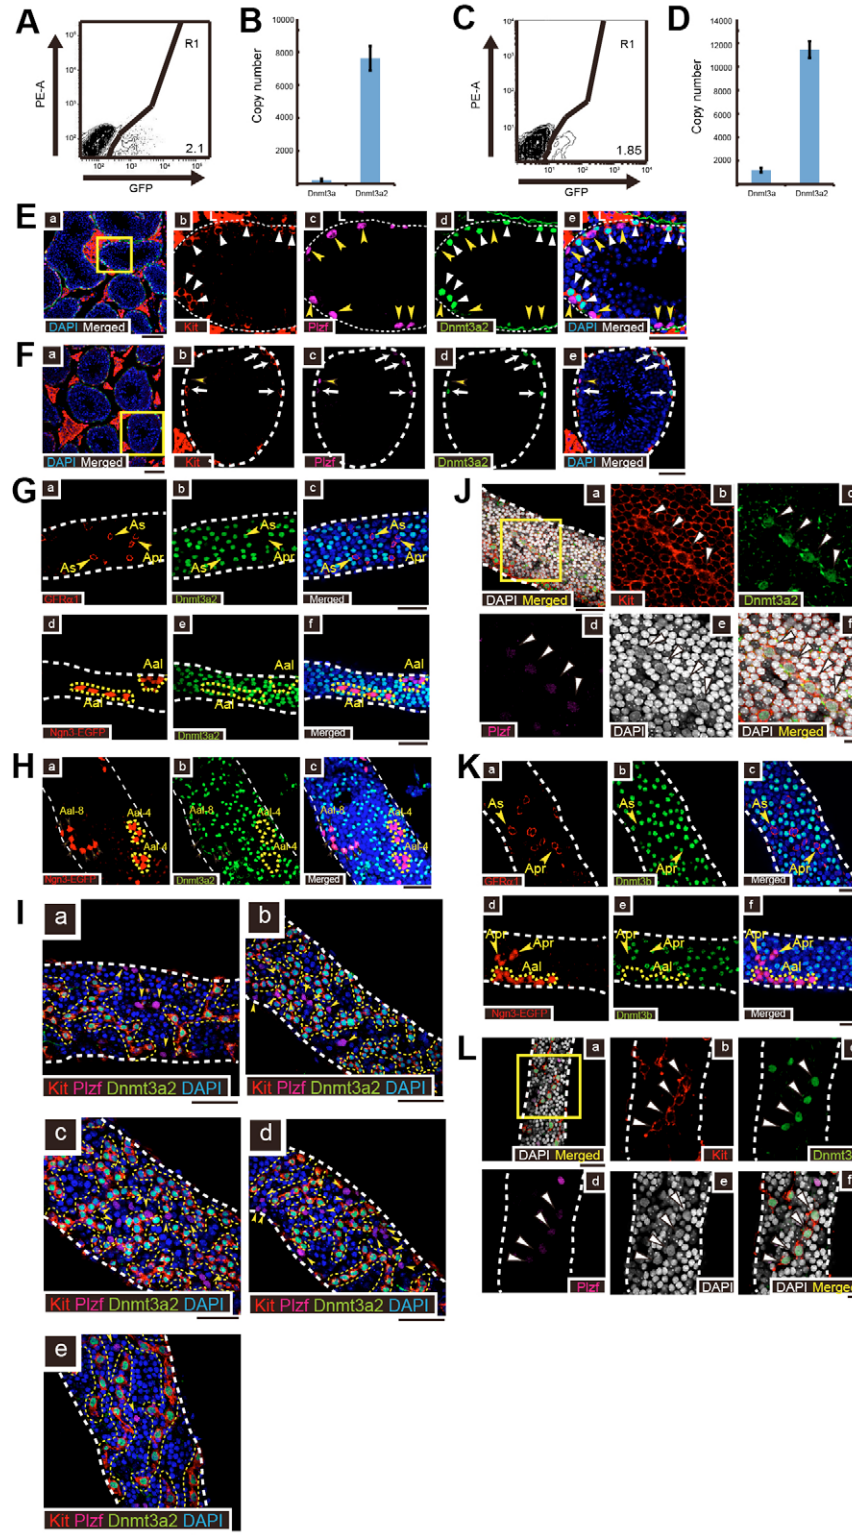 A
PE-A
10⁵
10⁴
10³
10²
R1
2.1
10² 10³ 10⁴ 10⁵
GFP
B
Copy number
10000
8000
6000
4000
2000
Dnmt3a Dnmt3a2
C
PE-A
10⁴
10³
10²
10¹
R1
1.85
10¹ 10² 10³ 10⁴
GFP
D
Copy number
14000
12000
10000
8000
6000
4000
2000
Dnmt3a Dnmt3a2
E
a b c d e
L L L
DAPI Merged
Kit
Plzf
Dnmt3a2
DAPI Merged
F
a b c d e
DAPI Merged
Kit
Plzf
Dnmt3a2
DAPI Merged
G
a b c
As As
As Apr As Apr
GFRα1
Dnmt3a2
Merged
d e f
Aal Aal Aal
Aal Aal Aal
Ngn3-EGFP
Dnmt3a2
Merged
H
a b c
Aal-8 Aal-4 Aal-8 Aal-4 Aal-8 Aal-4
Aal-4 Aal-4 Aal-4
Ngn3-EGFP
Dnmt3a2
Merged
I
a
Kit Plzf Dnmt3a2 DAPI
b
Kit Plzf Dnmt3a2 DAPI
c
Kit Plzf Dnmt3a2 DAPI
d
Kit Plzf Dnmt3a2 DAPI
e
Kit Plzf Dnmt3a2 DAPI
J
a b c
DAPI Merged
Kit
Dnmt3a2
d e f
Plzf
DAPI
DAPI Merged
K
a b c
As As As
Apr Apr Apr
GFRα1
Dnmt3b
Merged
d e f
Apr Apr Apr Apr Apr Apr
Aal Aal Aal
Ngn3-EGFP
Dnmt3b
Merged
L
a b c
DAPI Merged
Kit
d e f
Plzf
DAPI
DAPI Merged